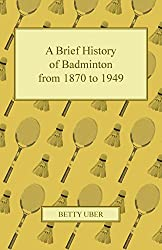 A Brief History
of Badminton
from 1870 to 1949
BETTY UBER